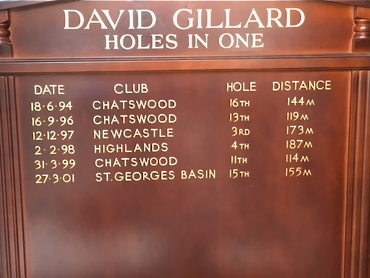 DAVID GILLARD
HOLES IN ONE
DATE CLUB HOLE DISTANCE
18·6·94 CHATSWOOD 16TH 144M
16·9·96 CHATSWOOD 13TH 119M
12·12·97 NEWCASTLE 3RD 173M
2·2·98 HIGHLANDS 4TH 187M
31·3·99 CHATSWOOD 11TH 114M
27·3·01 ST.GEORGES BASIN 15TH 155M